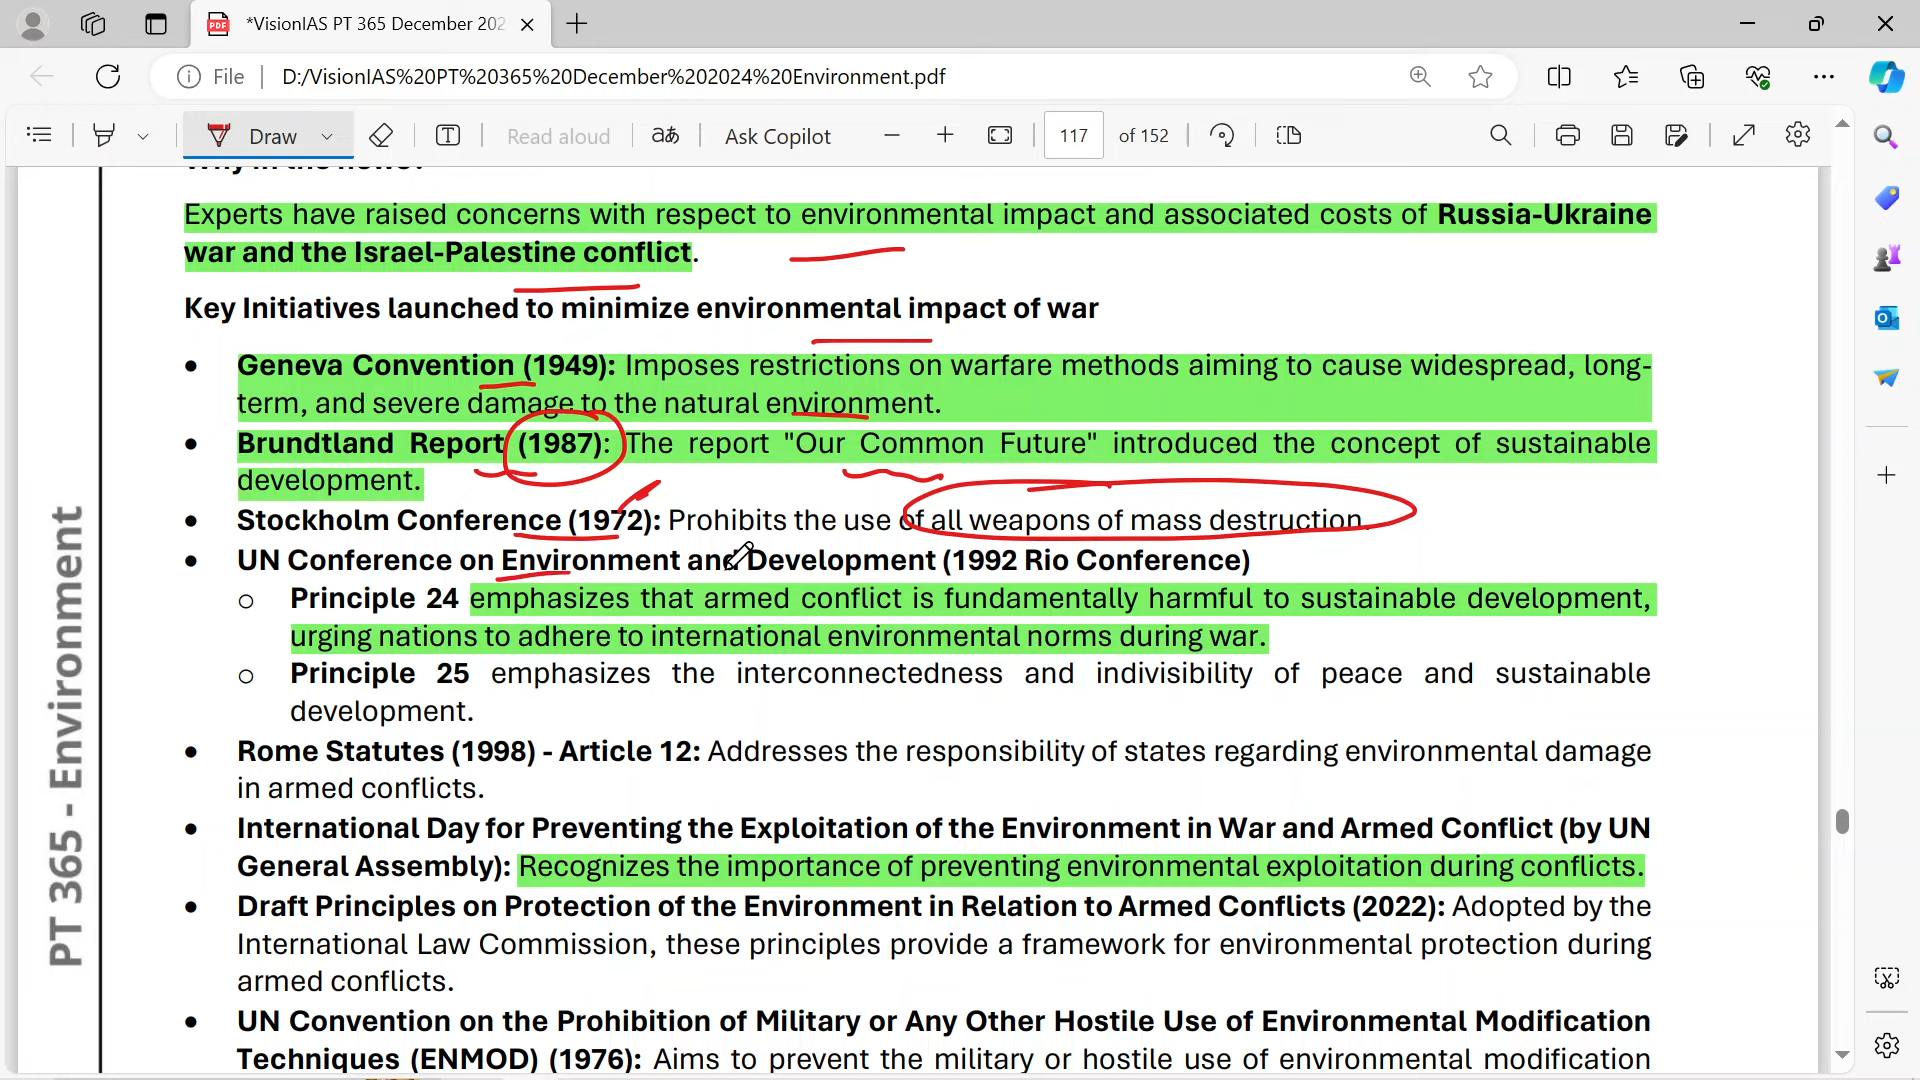 *VisionIAS PT 365 December 202
File
D:/VisionIAS%20PT%20365%20December%202024%20Environment.pdf
Draw
Read aloud
aあ
Ask Copilot
117
of 152
Why in the news?
Experts have raised concerns with respect to environmental impact and associated costs of Russia-Ukraine
war and the Israel-Palestine conflict.
Key Initiatives launched to minimize environmental impact of war
• Geneva Convention (1949): Imposes restrictions on warfare methods aiming to cause widespread, long-
term, and severe damage to the natural environment.
• Brundtland Report (1987): The report "Our Common Future" introduced the concept of sustainable
development.
• Stockholm Conference (1972): Prohibits the use of all weapons of mass destruction.
• UN Conference on Environment and Development (1992 Rio Conference)
o Principle 24 emphasizes that armed conflict is fundamentally harmful to sustainable development,
urging nations to adhere to international environmental norms during war.
o Principle 25 emphasizes the interconnectedness and indivisibility of peace and sustainable
development.
• Rome Statutes (1998) - Article 12: Addresses the responsibility of states regarding environmental damage
in armed conflicts.
• International Day for Preventing the Exploitation of the Environment in War and Armed Conflict (by UN
General Assembly): Recognizes the importance of preventing environmental exploitation during conflicts.
• Draft Principles on Protection of the Environment in Relation to Armed Conflicts (2022): Adopted by the
International Law Commission, these principles provide a framework for environmental protection during
armed conflicts.
• UN Convention on the Prohibition of Military or Any Other Hostile Use of Environmental Modification
Techniques (ENMOD) (1976): Aims to prevent the military or hostile use of environmental modification
PT 365 - Environment